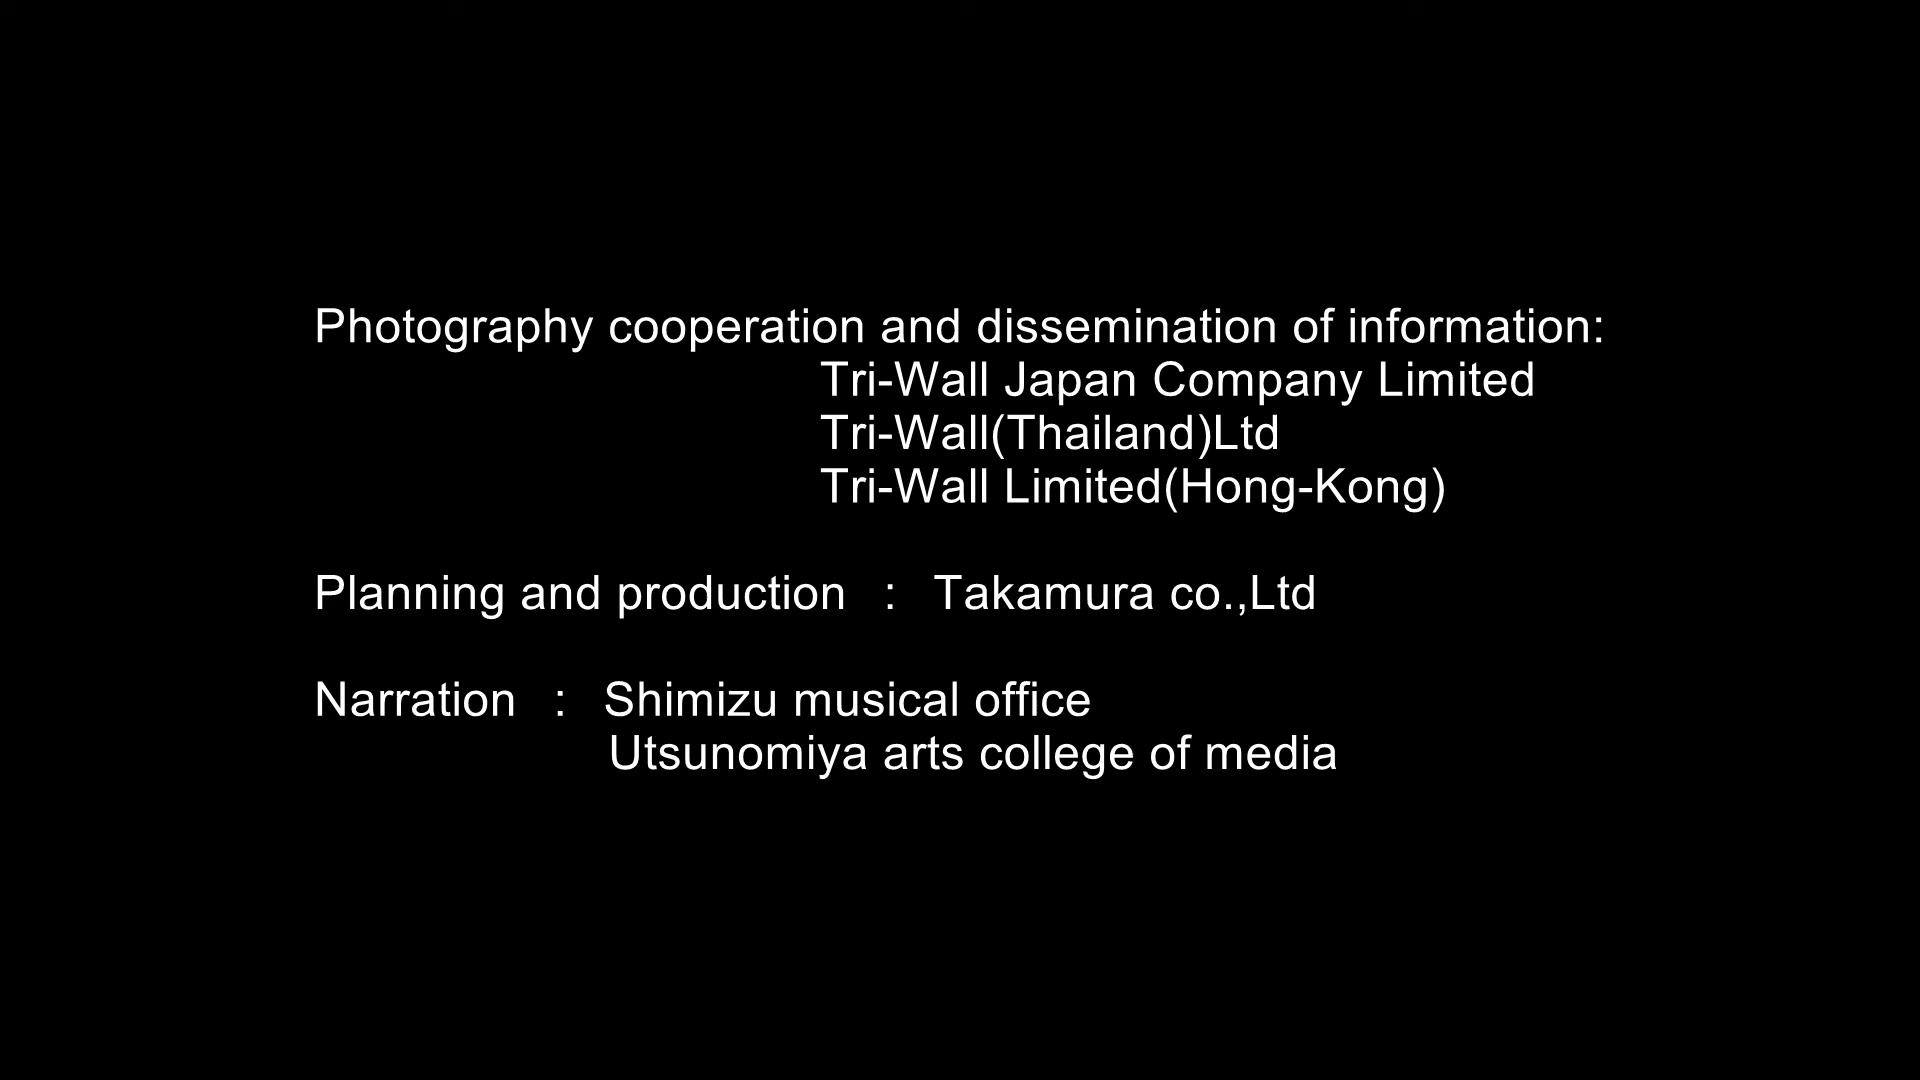 Photography cooperation and dissemination of information:
Tri-Wall Japan Company Limited
Tri-Wall(Thailand)Ltd
Tri-Wall Limited(Hong-Kong)
Planning and production : Takamura co.,Ltd
Narration : Shimizu musical office
Utsunomiya arts college of media